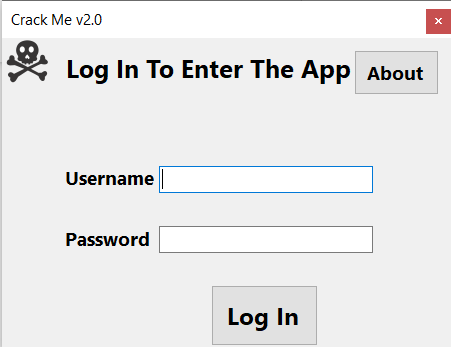 Crack Me v2.0
Log In To Enter The App
About
Username
Password
Log In